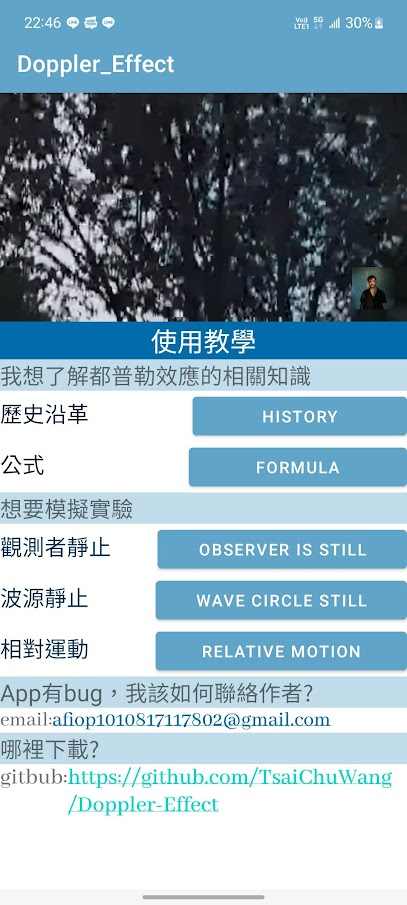 22:46
Vo)) LTE1 5G 30%
Doppler_Effect
使用教學
我想了解都普勒效應的相關知識
歷史沿革 HISTORY
公式 FORMULA
想要模擬實驗
觀測者靜止 OBSERVER IS STILL
波源靜止 WAVE CIRCLE STILL
相對運動 RELATIVE MOTION
App有bug，我該如何聯絡作者?
email:afiop1010817117802@gmail.com
哪裡下載?
gitbub:https://github.com/TsaiChuWang
/Doppler-Effect